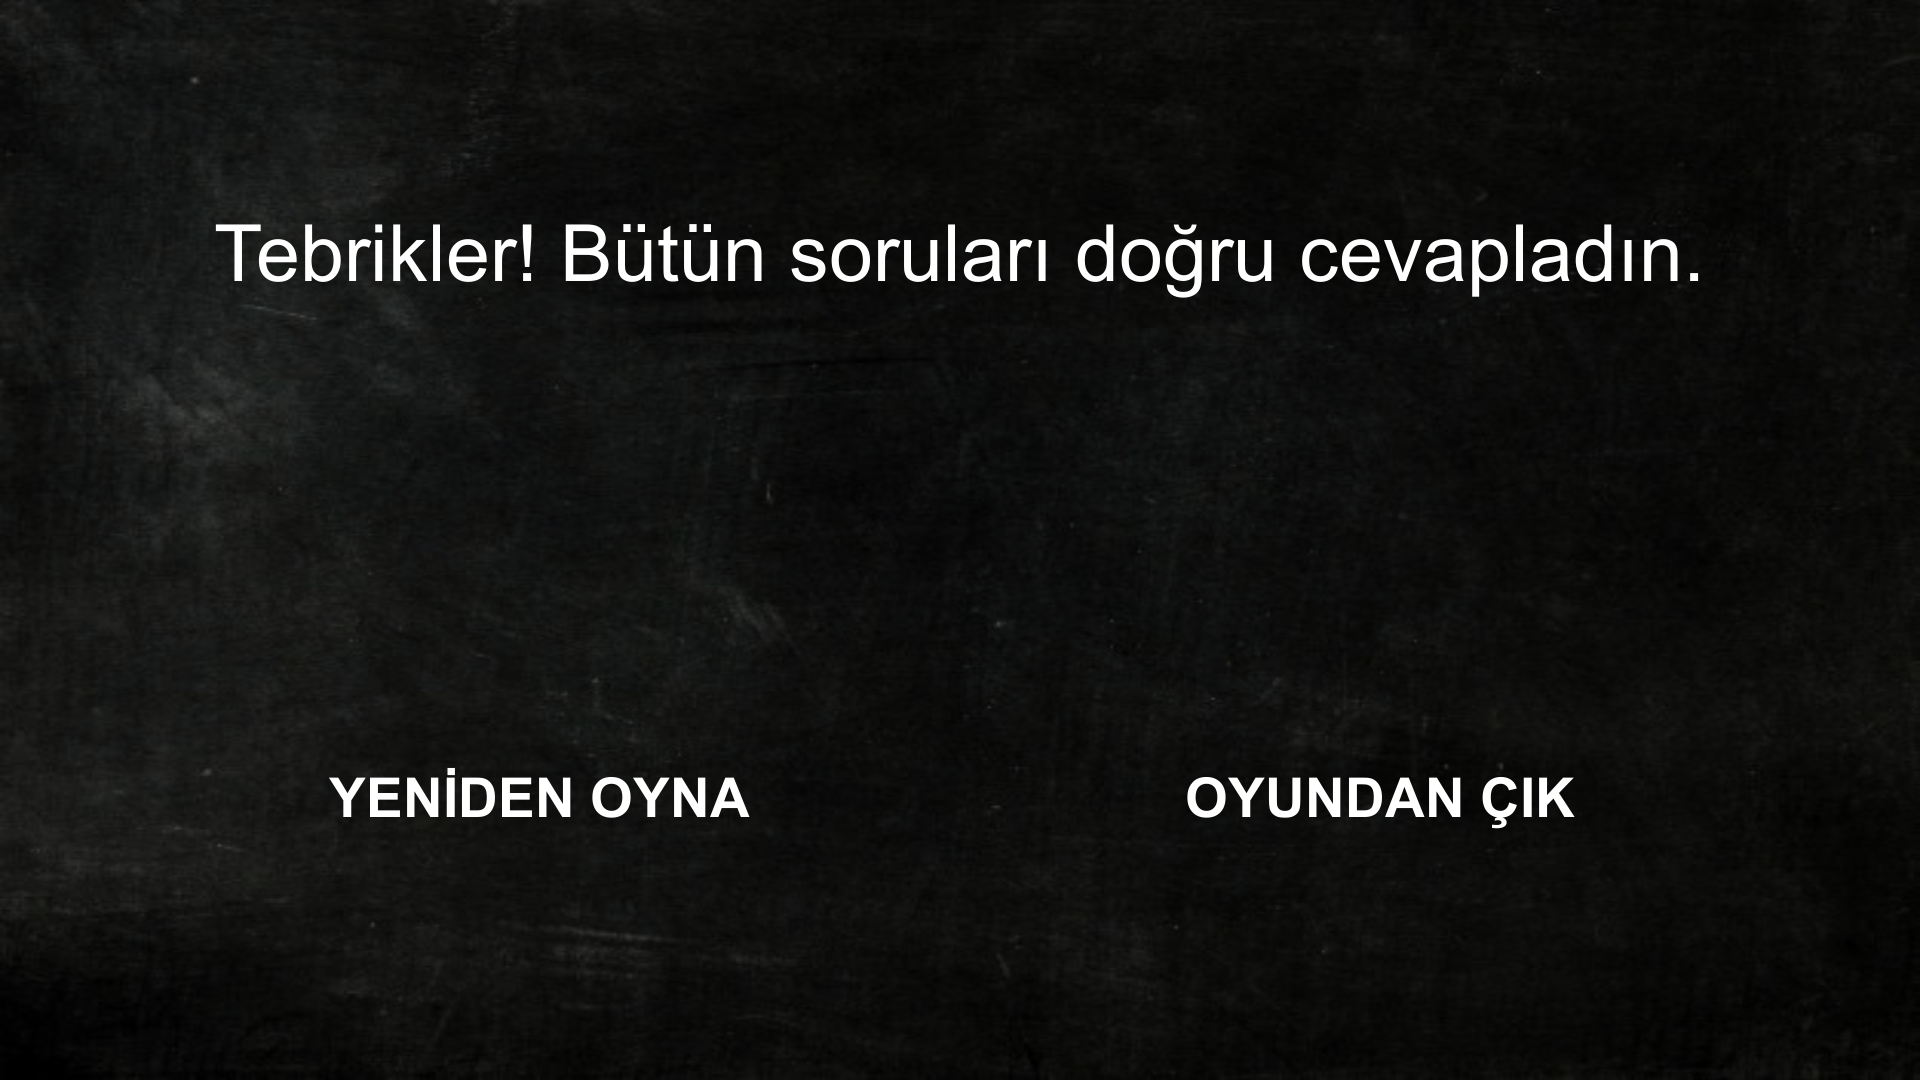 Tebrikler! Bütün soruları doğru cevapladın.
YENİDEN OYNA
OYUNDAN ÇIK